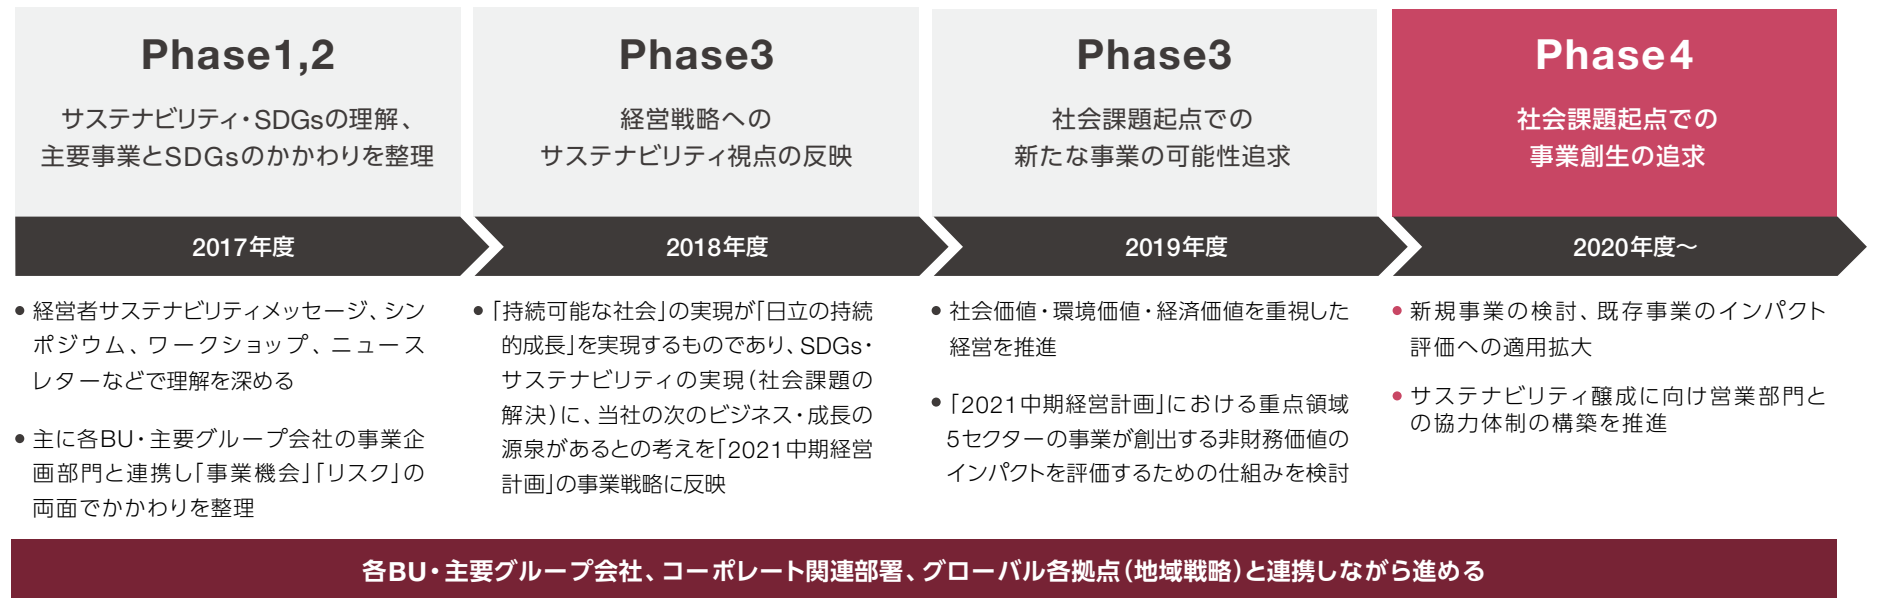 Phase1,2
サステナビリティ・SDGsの理解、
主要事業とSDGsのかかわりを整理
2017年度
• 経営者サステナビリティメッセージ、シン
ポジウム、ワークショップ、ニュース
レターなどで理解を深める
• 主に各BU・主要グループ会社の事業企
画部門と連携し「事業機会」「リスク」の
両面でかかわりを整理
Phase3
経営戦略への
サステナビリティ視点の反映
2018年度
• 「持続可能な社会」の実現が「日立の持続
的成長」を実現するものであり、SDGs・
サステナビリティの実現（社会課題の
解決）に、当社の次のビジネス・成長の
源泉があるとの考えを「2021中期経営
計画」の事業戦略に反映
Phase3
社会課題起点での
新たな事業の可能性追求
2019年度
• 社会価値・環境価値・経済価値を重視した
経営を推進
• 「2021中期経営計画」における重点領域
5セクターの事業が創出する非財務価値の
インパクトを評価するための仕組みを検討
Phase4
社会課題起点での
事業創生の追求
2020年度～
• 新規事業の検討、既存事業のインパクト
評価への適用拡大
• サステナビリティ醸成に向け営業部門と
の協力体制の構築を推進
各BU・主要グループ会社、コーポレート関連部署、グローバル各拠点（地域戦略）と連携しながら進める